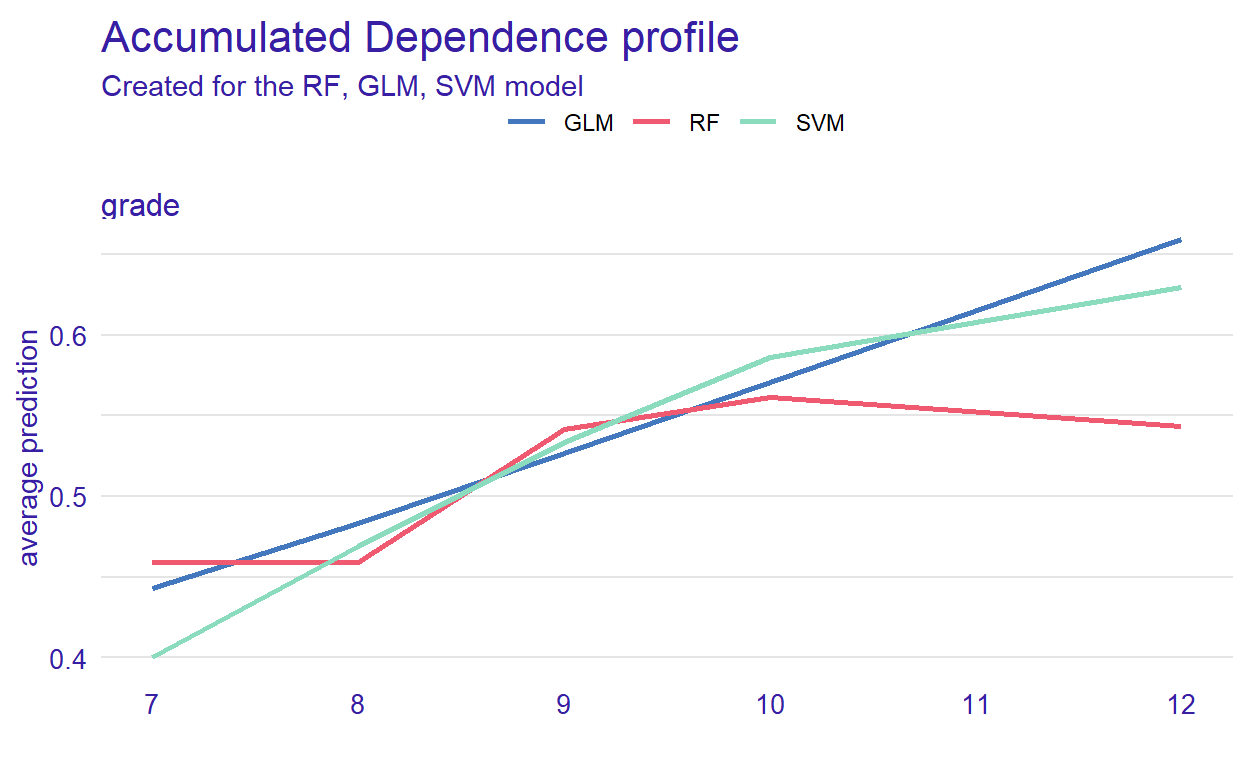 Accumulated Dependence profile
Created for the RF, GLM, SVM model
GLM RF SVM
grade
average prediction
0.6
0.5
0.4
7 8 9 10 11 12